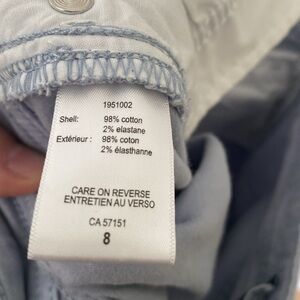 1951002
Shell: 98% cotton
2% elastane
Extérieur : 98% coton
2% élasthanne
CARE ON REVERSE
ENTRETIEN AU VERSO
CA 57151
8